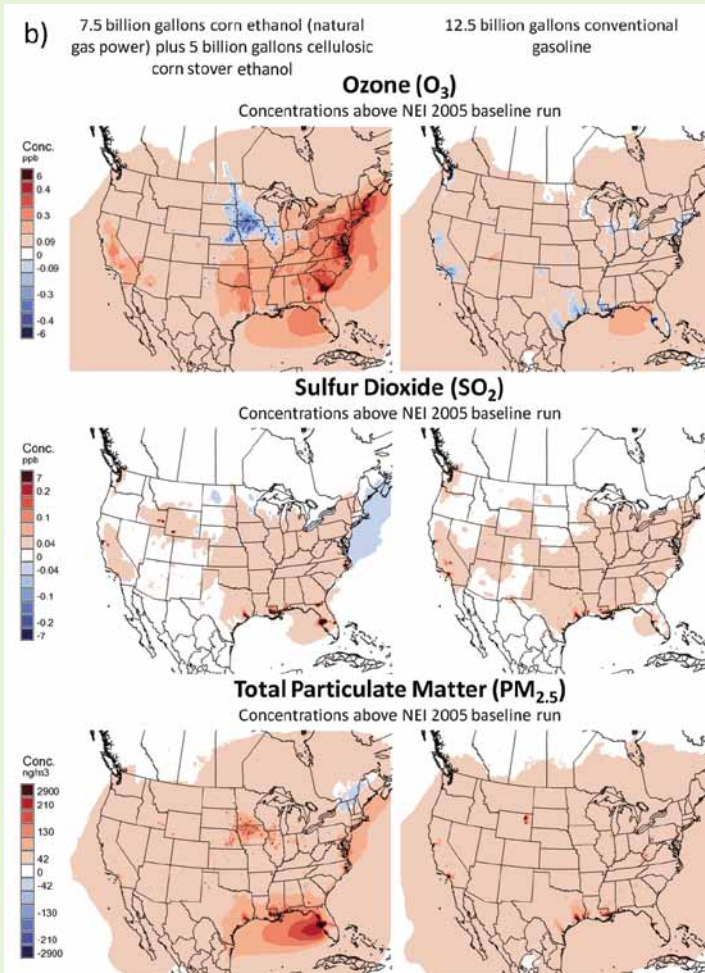 b)
7.5 billion gallons corn ethanol (natural
gas power) plus 5 billion gallons cellulosic
corn stover ethanol
12.5 billion gallons conventional
gasoline
Ozone (O₃)
Concentrations above NEI 2005 baseline run
Conc.
ppb
6
0.4
0.3
0.09
0
-0.09
-0.3
-0.4
-6
Sulfur Dioxide (SO₂)
Concentrations above NEI 2005 baseline run
Conc.
ppb
7
0.2
0.1
0.04
0
-0.04
-0.1
-0.2
-7
Total Particulate Matter (PM₂.₅)
Concentrations above NEI 2005 baseline run
Conc.
ng/m3
2900
210
130
42
0
-42
-130
-210
-2900